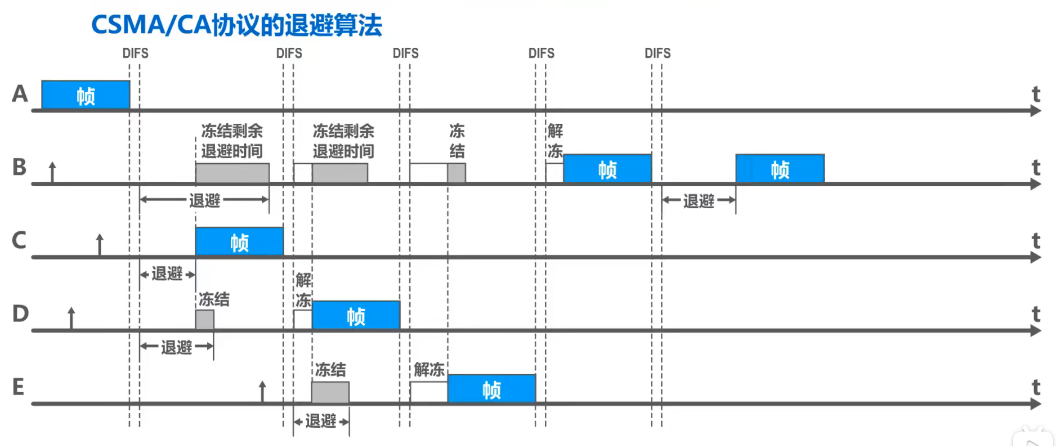 CSMA/CA协议的退避算法
DIFS DIFS DIFS DIFS
A 帧 t
冻结剩余
退避时间
冻结剩余
退避时间
冻
结
解
冻
B 帧 帧 t
退避 退避
C 帧 t
退避
解
冻
冻结
D 帧 t
退避
冻结 解冻
E 帧 t
退避